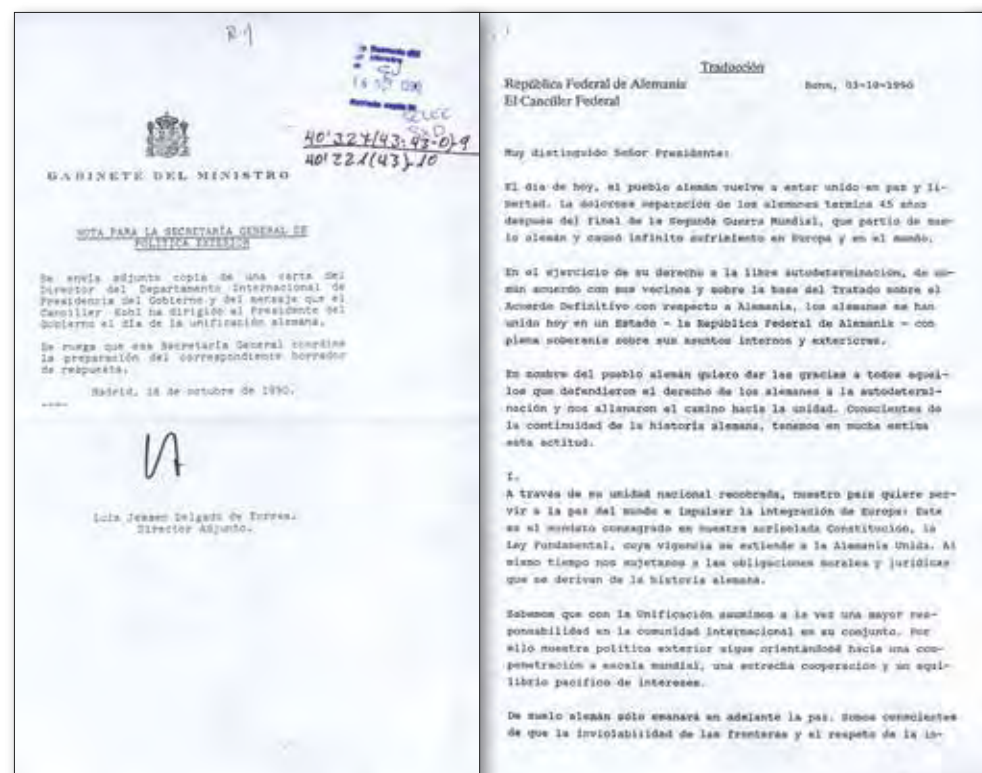 R-1
16 OCT 1990
40'327(43:43-0)-9
40'221(43)-10
GABINETE DEL MINISTRO
NOTA PARA LA SECRETARÍA GENERAL DE
POLÍTICA EXTERIOR
Se envía adjunto copia de una carta del
Director del Departamento Internacional de
Presidencia del Gobierno y del mensaje que el
Canciller Kohl ha dirigido al Presidente del
Gobierno el día de la unificación alemana.
Se ruega que esa Secretaría General coordine
la preparación del correspondiente borrador
de respuesta.
Madrid, 16 de octubre de 1990.
----
Luis Jessen Delgado de Torres.
Director Adjunto.
Traducción
República Federal de Alemania Bonn, 03-10-1990
El Canciller Federal
Muy distinguido Señor Presidente:
El día de hoy, el pueblo alemán vuelve a estar unido en paz y li-
bertad. La dolorosa separación de los alemanes termina 45 años
después del final de la Segunda Guerra Mundial, que partió de sue-
lo alemán y causó infinito sufrimiento en Europa y en el mundo.
En el ejercicio de su derecho a la libre autodeterminación, de co-
mún acuerdo con sus vecinos y sobre la base del Tratado sobre el
Acuerdo Definitivo con respecto a Alemania, los alemanes se han
unido hoy en un Estado - la República Federal de Alemania - con
plena soberanía sobre sus asuntos internos y exteriores.
En nombre del pueblo alemán quiero dar las gracias a todos aque-
llos que defendieron el derecho de los alemanes a la autodetermi-
nación y nos allanaron el camino hacia la unidad. Conscientes de
la continuidad de la historia alemana, tenemos en mucha estima
esta actitud.
I.
A través de su unidad nacional recobrada, nuestro país quiere ser-
vir a la paz del mundo e impulsar la integración de Europa: Este
es el mandato consagrado en nuestra acrisolada Constitución, la
Ley Fundamental, cuya vigencia se extiende a la Alemania Unida. Al
mismo tiempo nos sujetamos a las obligaciones morales y jurídicas
que se derivan de la historia alemana.
Sabemos que con la Unificación asumimos a la vez una mayor res-
ponsabilidad en la comunidad internacional en su conjunto. Por
ello nuestra política exterior sigue orientándose hacia una com-
penetración a escala mundial, una estrecha cooperación y un equi-
librio pacífico de intereses.
De suelo alemán sólo emanará en adelante la paz. Somos conscientes
de que la inviolabilidad de las fronteras y el respeto de la in-